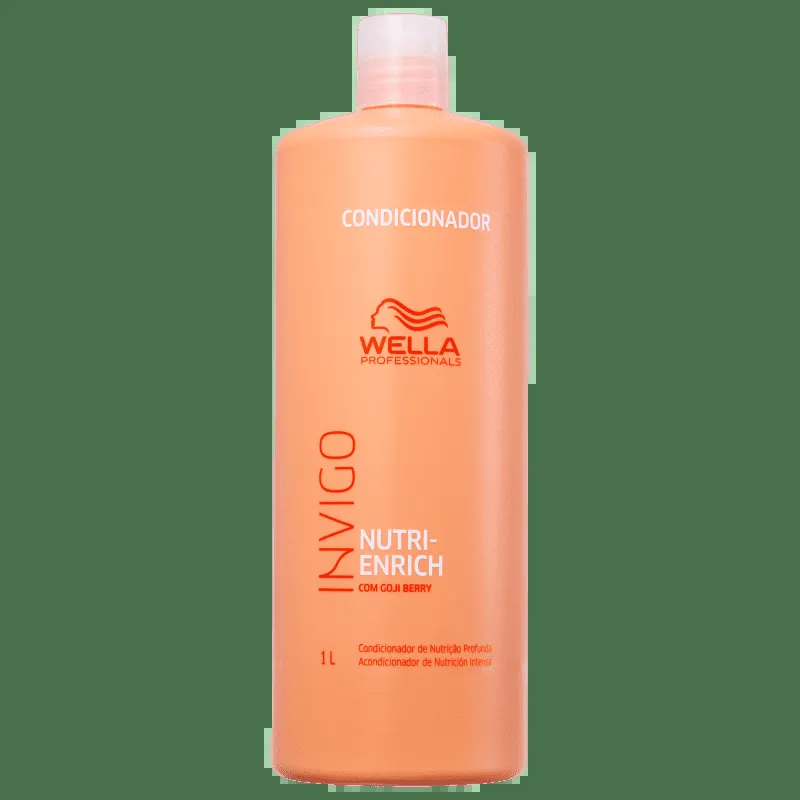 CONDICIONADOR
WELLA
PROFESSIONALS
INVIGO
NUTRI-
ENRICH
COM GOJI BERRY
1 L
Condicionador de Nutrição Profunda
Acondicionador de Nutrición Intensa